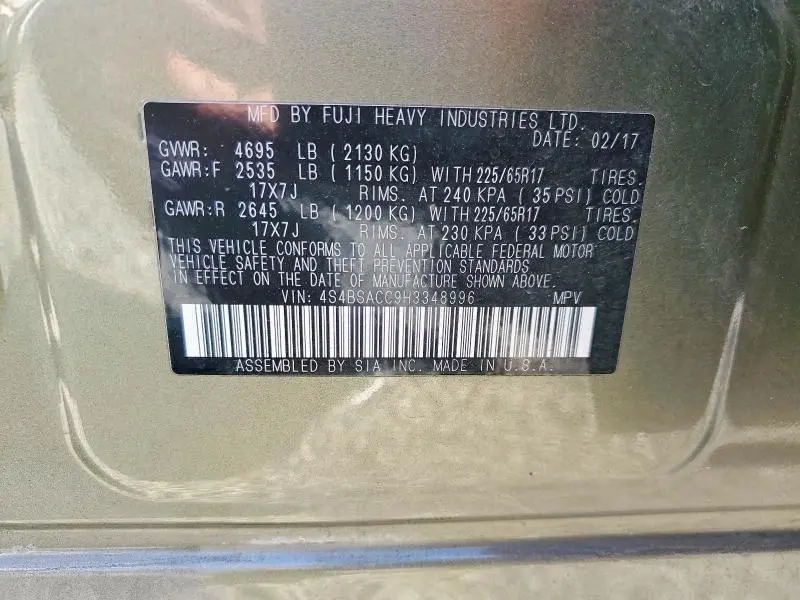 MFD BY FUJI HEAVY INDUSTRIES LTD.
DATE: 02/17
GVWR: 4695 LB ( 2130 KG)
GAWR:F 2535 LB ( 1150 KG) WITH 225/65R17 TIRES.
17X7J RIMS. AT 240 KPA ( 35 PSI) COLD
GAWR:R 2645 LB ( 1200 KG) WITH 225/65R17 TIRES.
17X7J RIMS. AT 230 KPA ( 33 PSI) COLD
THIS VEHICLE CONFORMS TO ALL APPLICABLE FEDERAL MOTOR
VEHICLE SAFETY AND THEFT PREVENTION STANDARDS
IN EFFECT ON THE DATE OF MANUFACTURE SHOWN ABOVE.
VIN: 4S4BSACC9H3348996 MPV
ASSEMBLED BY SIA INC. MADE IN U.S.A.